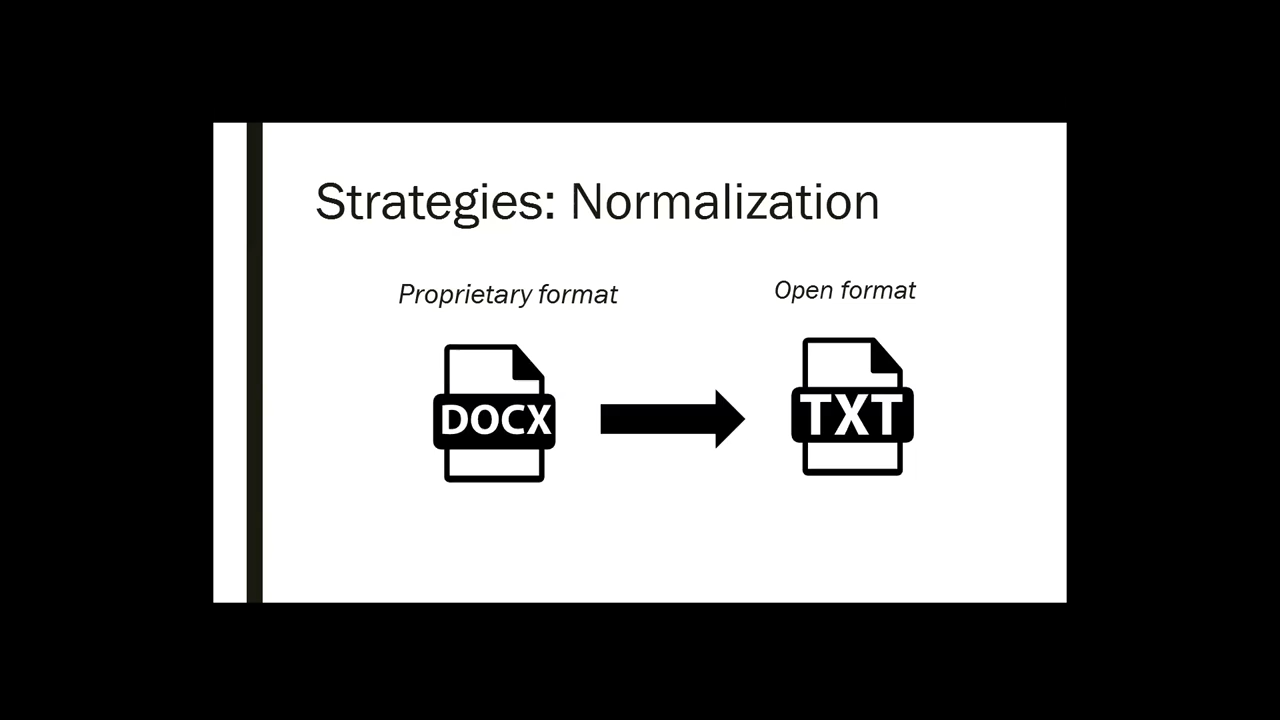 Strategies: Normalization
Proprietary format
Open format
DOCX
TXT